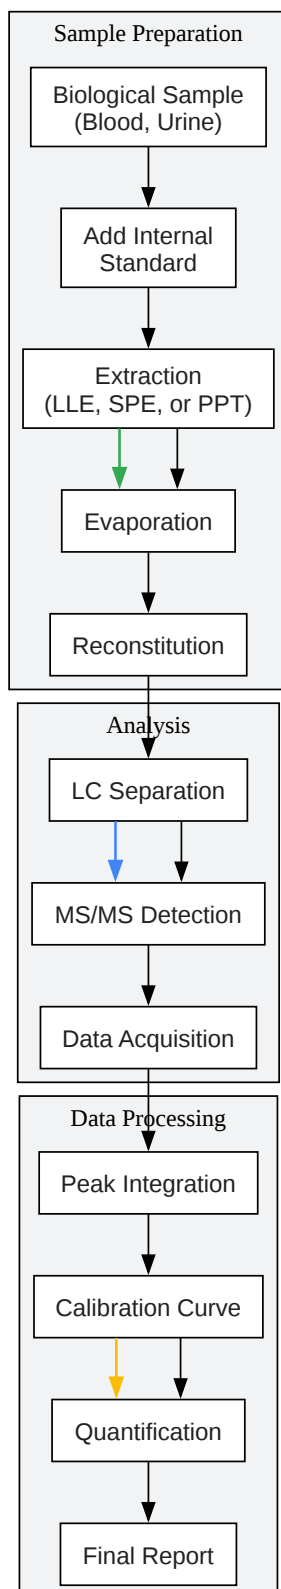 Sample Preparation
Biological Sample
(Blood, Urine)
Add Internal
Standard
Extraction
(LLE, SPE, or PPT)
Evaporation
Reconstitution
Analysis
LC Separation
MS/MS Detection
Data Acquisition
Data Processing
Peak Integration
Calibration Curve
Quantification
Final Report